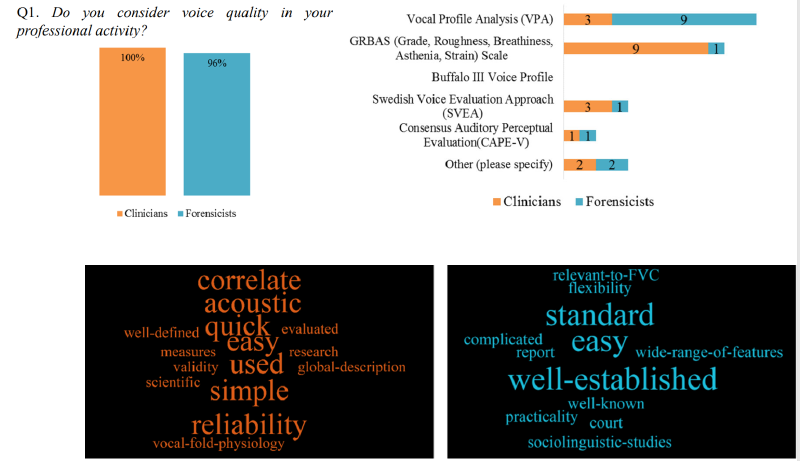 Q1. Do you consider voice quality in your
professional activity?
100%
96%
Clinicians Forensicists
Vocal Profile Analysis (VPA) 3 9
GRBAS (Grade, Roughness, Breathiness,
Asthenia, Strain) Scale 9 1
Buffalo III Voice Profile
Swedish Voice Evaluation Approach
(SVEA) 3 1
Consensus Auditory Perceptual
Evaluation(CAPE-V) 1 1
Other (please specify) 2 2
Clinicians Forensicists
correlate
acoustic
well-defined quick evaluated
easy
measures research
validity used global-description
scientific
simple
reliability
vocal-fold-physiology
relevant-to-FVC
flexibility
standard
complicated easy
report wide-range-of-features
well-established
well-known
practicality court
sociolinguistic-studies